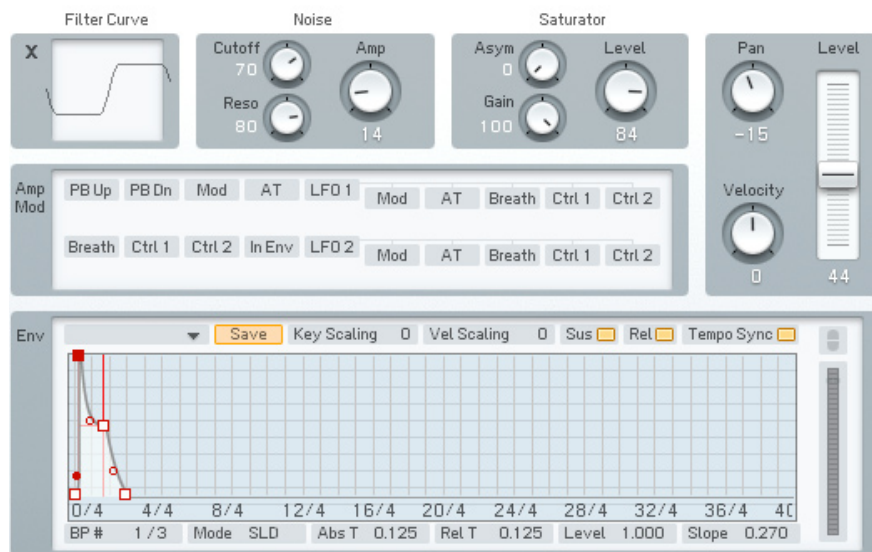 Filter Curve Noise Saturator
X Cutoff 70 Amp Asym 0 Level Pan Level
Reso 80 14 Gain 100 84 -15
Amp Mod PB Up PB Dn Mod AT LFO 1 Mod AT Breath Ctrl 1 Ctrl 2 Velocity
Breath Ctrl 1 Ctrl 2 In Env LFO 2 Mod AT Breath Ctrl 1 Ctrl 2 0 44
Env Save Key Scaling 0 Vel Scaling 0 Sus Rel Tempo Sync
0/4 4/4 8/4 12/4 16/4 20/4 24/4 28/4 32/4 36/4 40
BP # 1/3 Mode SLD Abs T 0.125 Rel T 0.125 Level 1.000 Slope 0.270